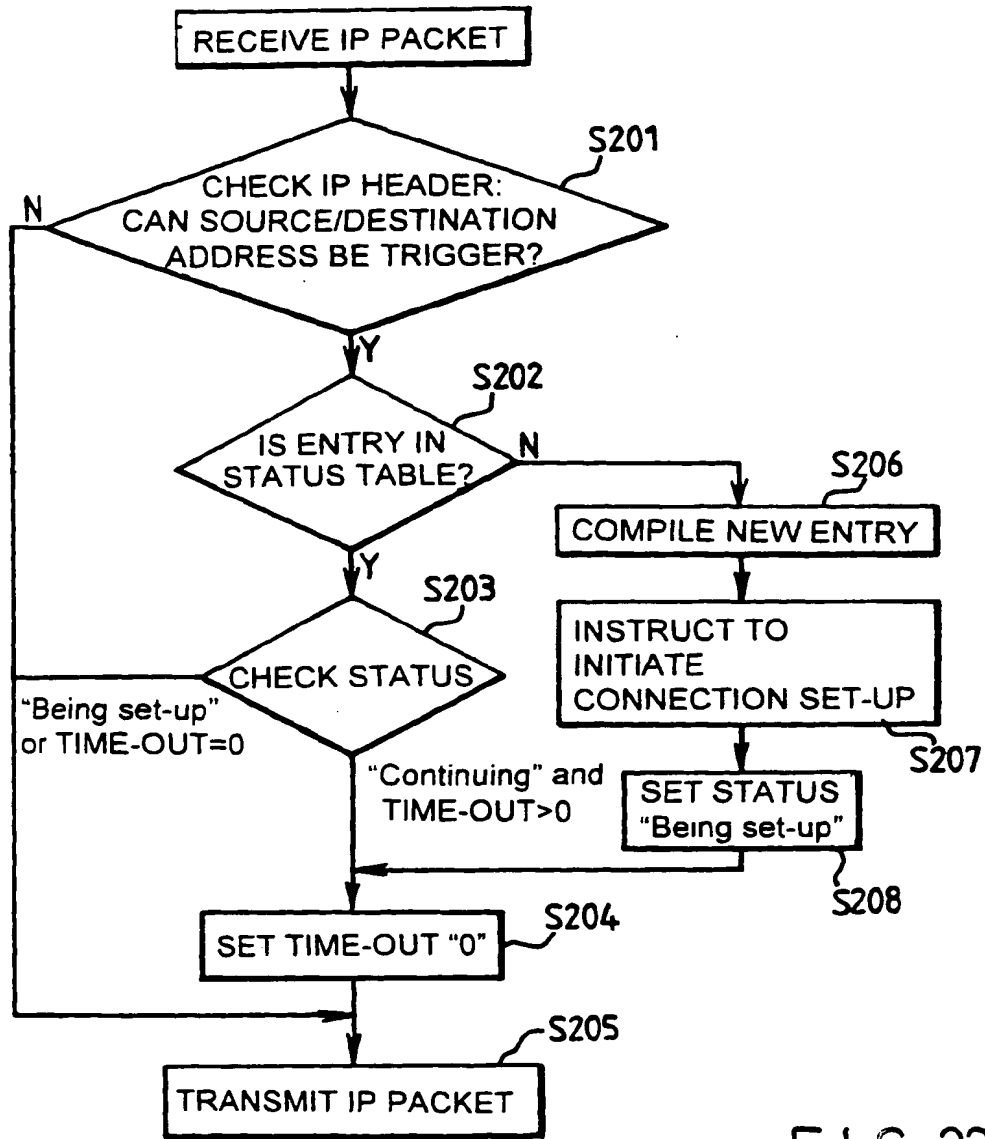 RECEIVE IP PACKET
S201
CHECK IP HEADER:
CAN SOURCE/DESTINATION
ADDRESS BE TRIGGER?
N
Y
S202
IS ENTRY IN
STATUS TABLE?
N
Y
S206
COMPILE NEW ENTRY
S203
CHECK STATUS
"Being set-up"
or TIME-OUT=0
"Continuing" and
TIME-OUT>0
INSTRUCT TO
INITIATE
CONNECTION SET-UP
S207
SET STATUS
"Being set-up"
S208
SET TIME-OUT "0"
S204
S205
TRANSMIT IP PACKET